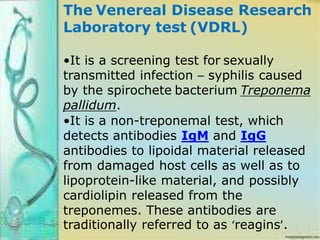 The Venereal Disease Research
Laboratory test (VDRL)
•It is a screening test for sexually
transmitted infection – syphilis caused
by the spirochete bacterium Treponema
pallidum.
•It is a non-treponemal test, which
detects antibodies IgM and IgG
antibodies to lipoidal material released
from damaged host cells as well as to
lipoprotein-like material, and possibly
cardiolipin released from the
treponemes. These antibodies are
traditionally referred to as ‘reagins’.